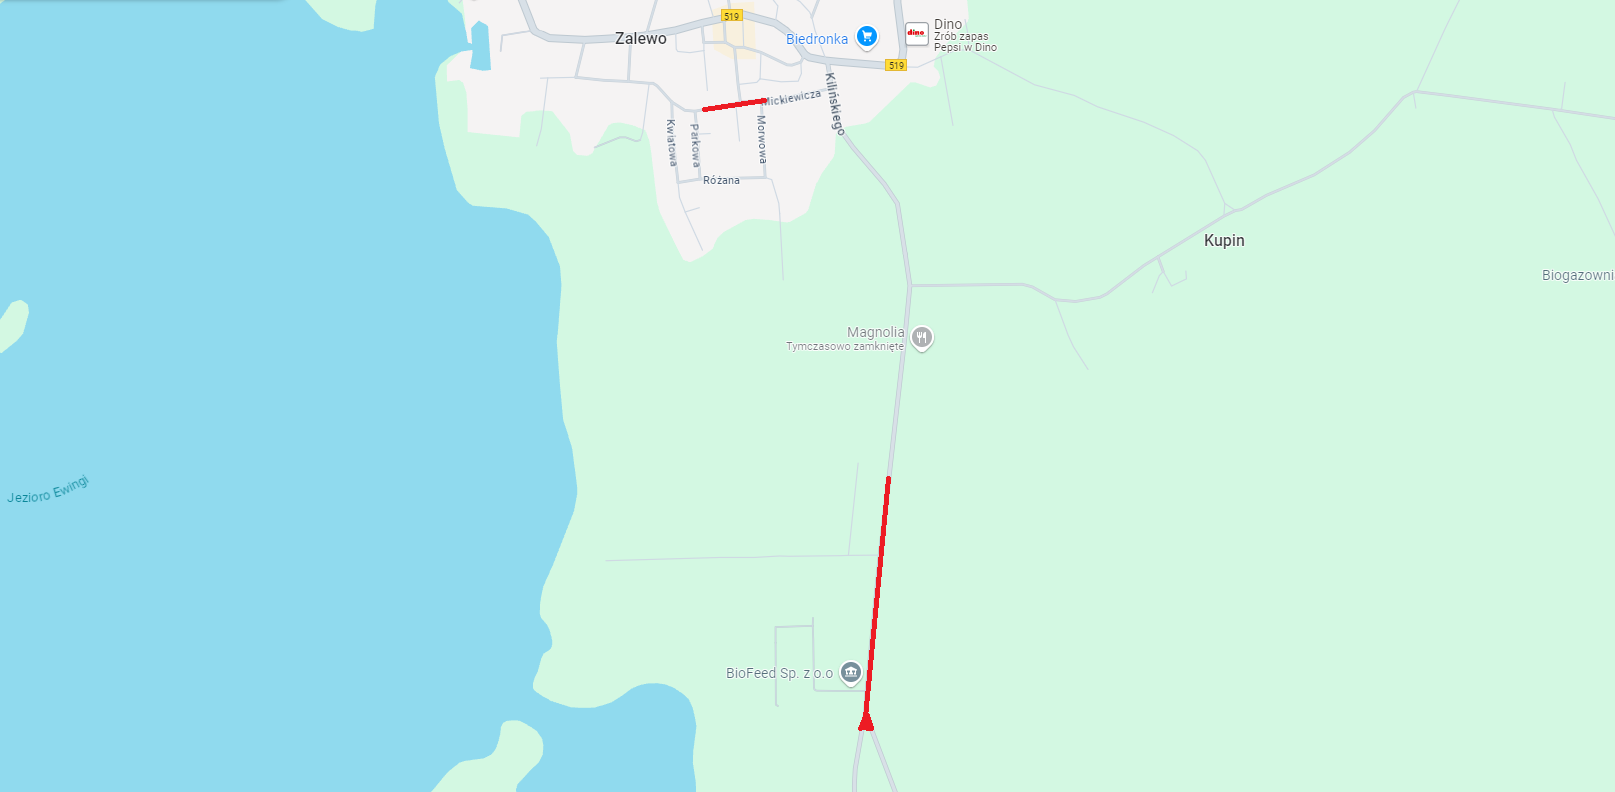 519
Dino
Zrób zapas
Pepsi w Dino
Zalewo
Biedronka
519
Kilińskiego
Mickiewicza
Kwiatowa
Parkowa
Morwowa
Różana
Kupin
Biogazowni
Magnolia
Tymczasowo zamknięte
Jezioro Ewingi
BioFeed Sp. z o.o